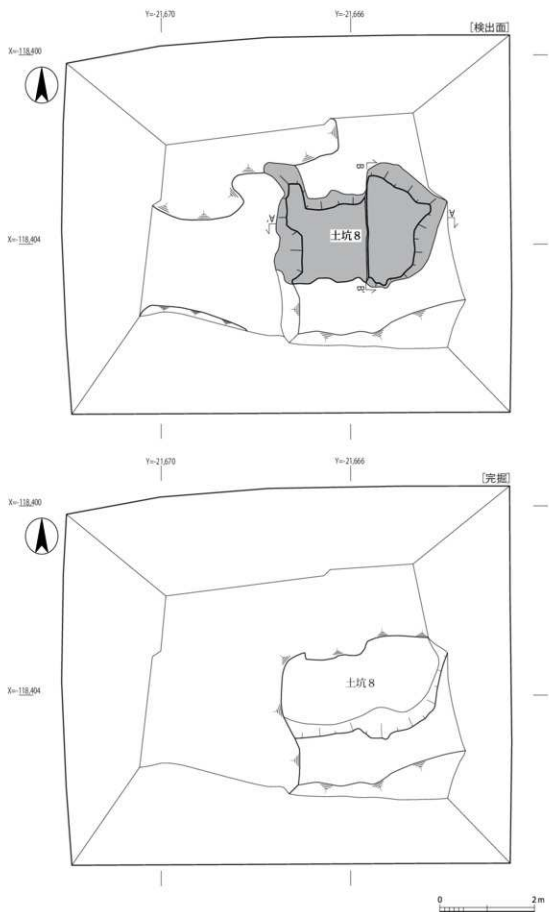 Y=-21,670
Y=-21,666
[検出面]
X=-118,400
B
A'
A
土坑８
X=-118,404
B'
Y=-21,670
Y=-21,666
[完掘]
X=-118,400
土坑８
X=-118,404
0
2m